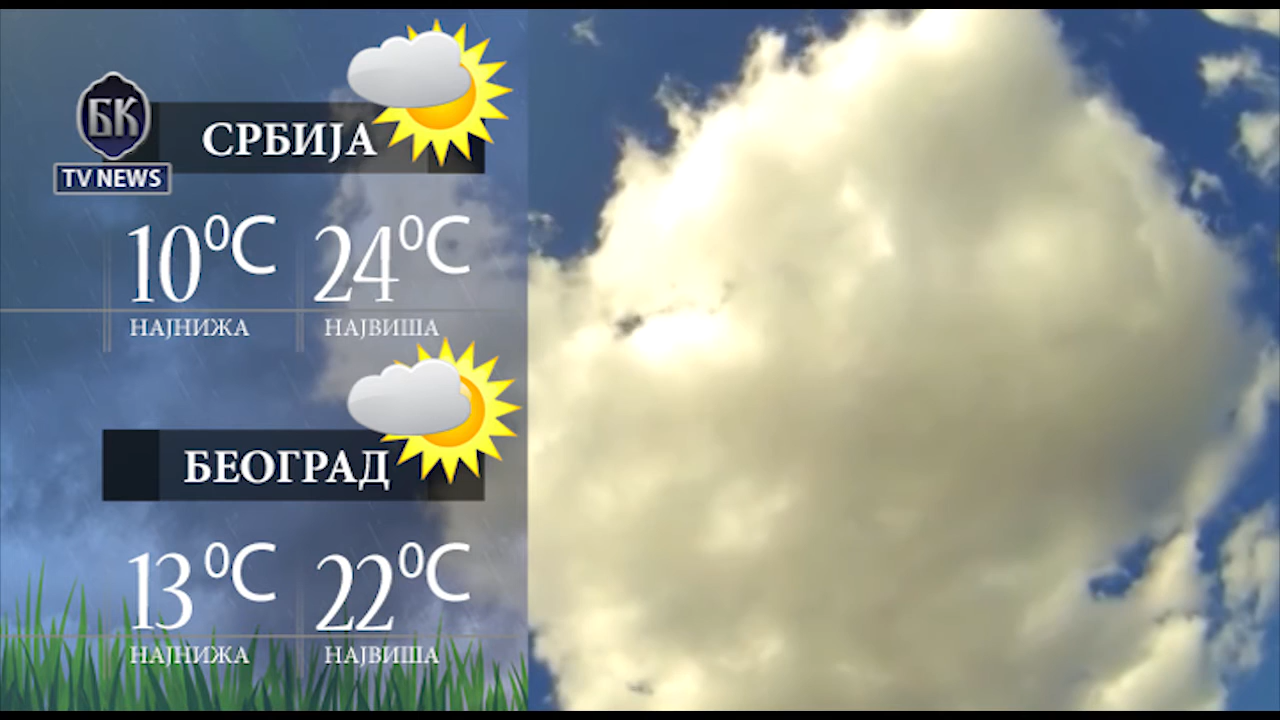 БК
TV NEWS
СРБИЈА
10°C 24°C
НАЈНИЖА НАЈВИША
БЕОГРАД
13°C 22°C
НАЈНИЖА НАЈВИША